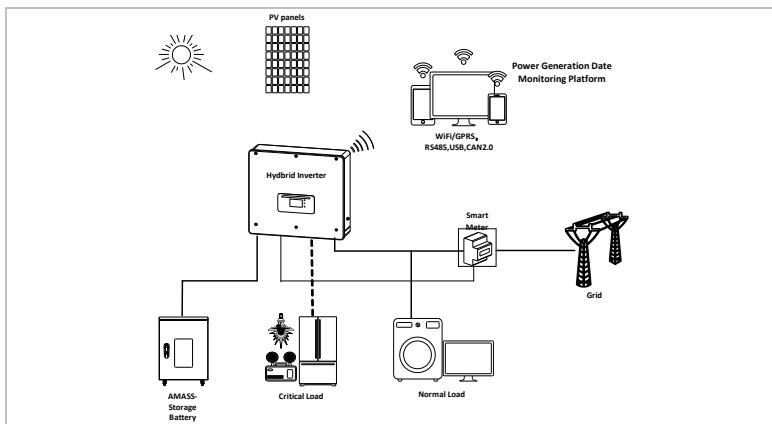 PV panels
Power Generation Date
Monitoring Platform
WiFi/GPRS,
RS485,USB,CAN2.0
Hydbrid Inverter
Smart
Meter
Grid
AMASS-
Storage
Battery
Critical Load
Normal Load